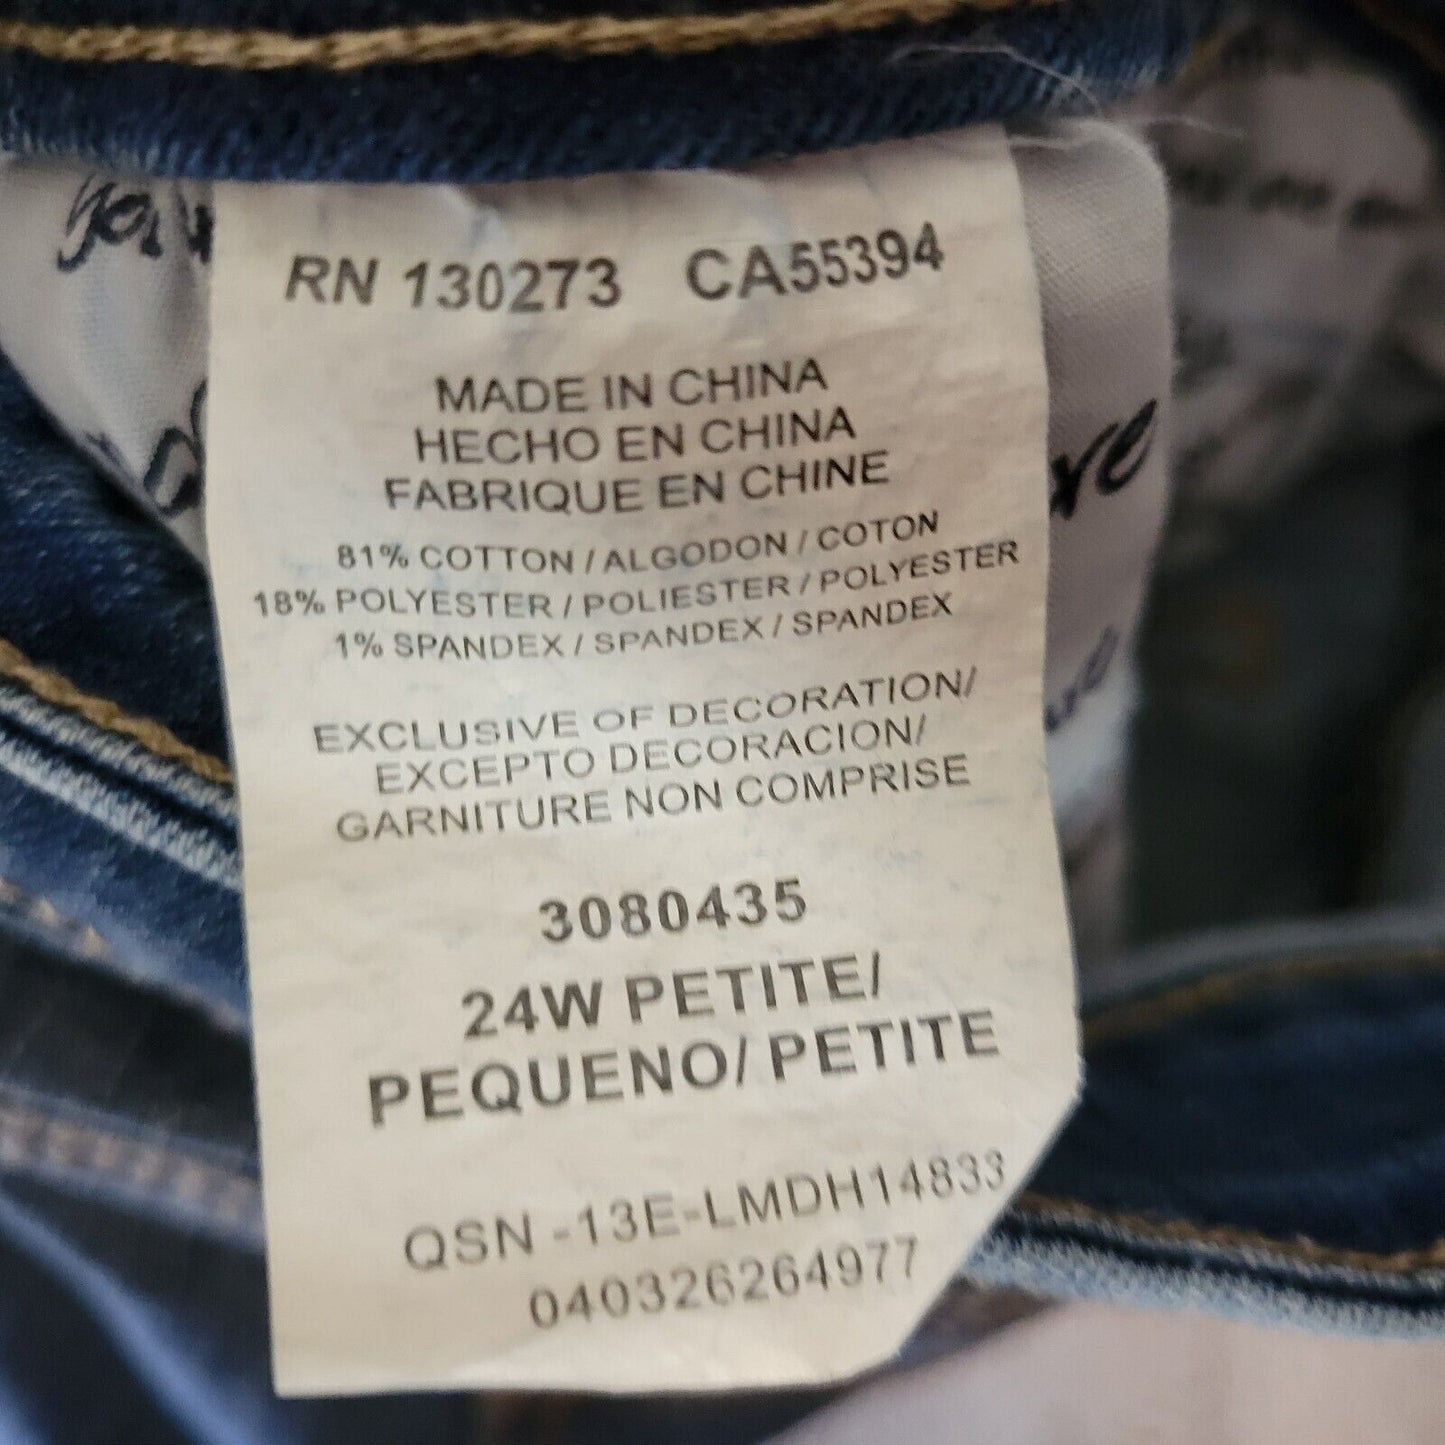 RN 130273 CA55394
MADE IN CHINA
HECHO EN CHINA
FABRIQUE EN CHINE
81% COTTON / ALGODON / COTON
18% POLYESTER / POLIESTER / POLYESTER
1% SPANDEX / SPANDEX / SPANDEX
EXCLUSIVE OF DECORATION/
EXCEPTO DECORACION/
GARNITURE NON COMPRISE
3080435
24W PETITE/
PEQUENO/ PETITE
QSN -13E-LMDH14833
040326264977